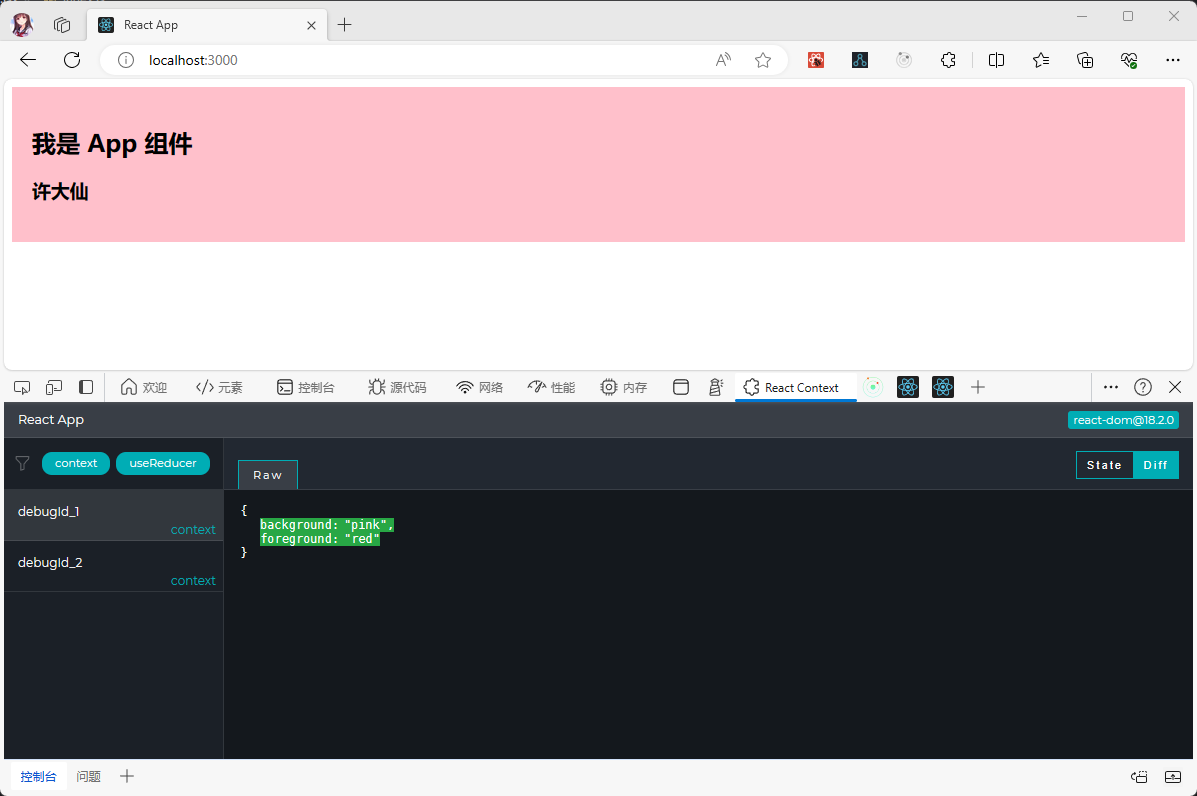 React App
localhost:3000
我是 App 组件
许大仙
欢迎 元素 控制台 源代码 网络 性能 内存 React Context
React App react-dom@18.2.0
context useReducer
Raw State Diff
debugId_1
context
debugId_2
context
{
background: "pink",
foreground: "red"
}
控制台 问题